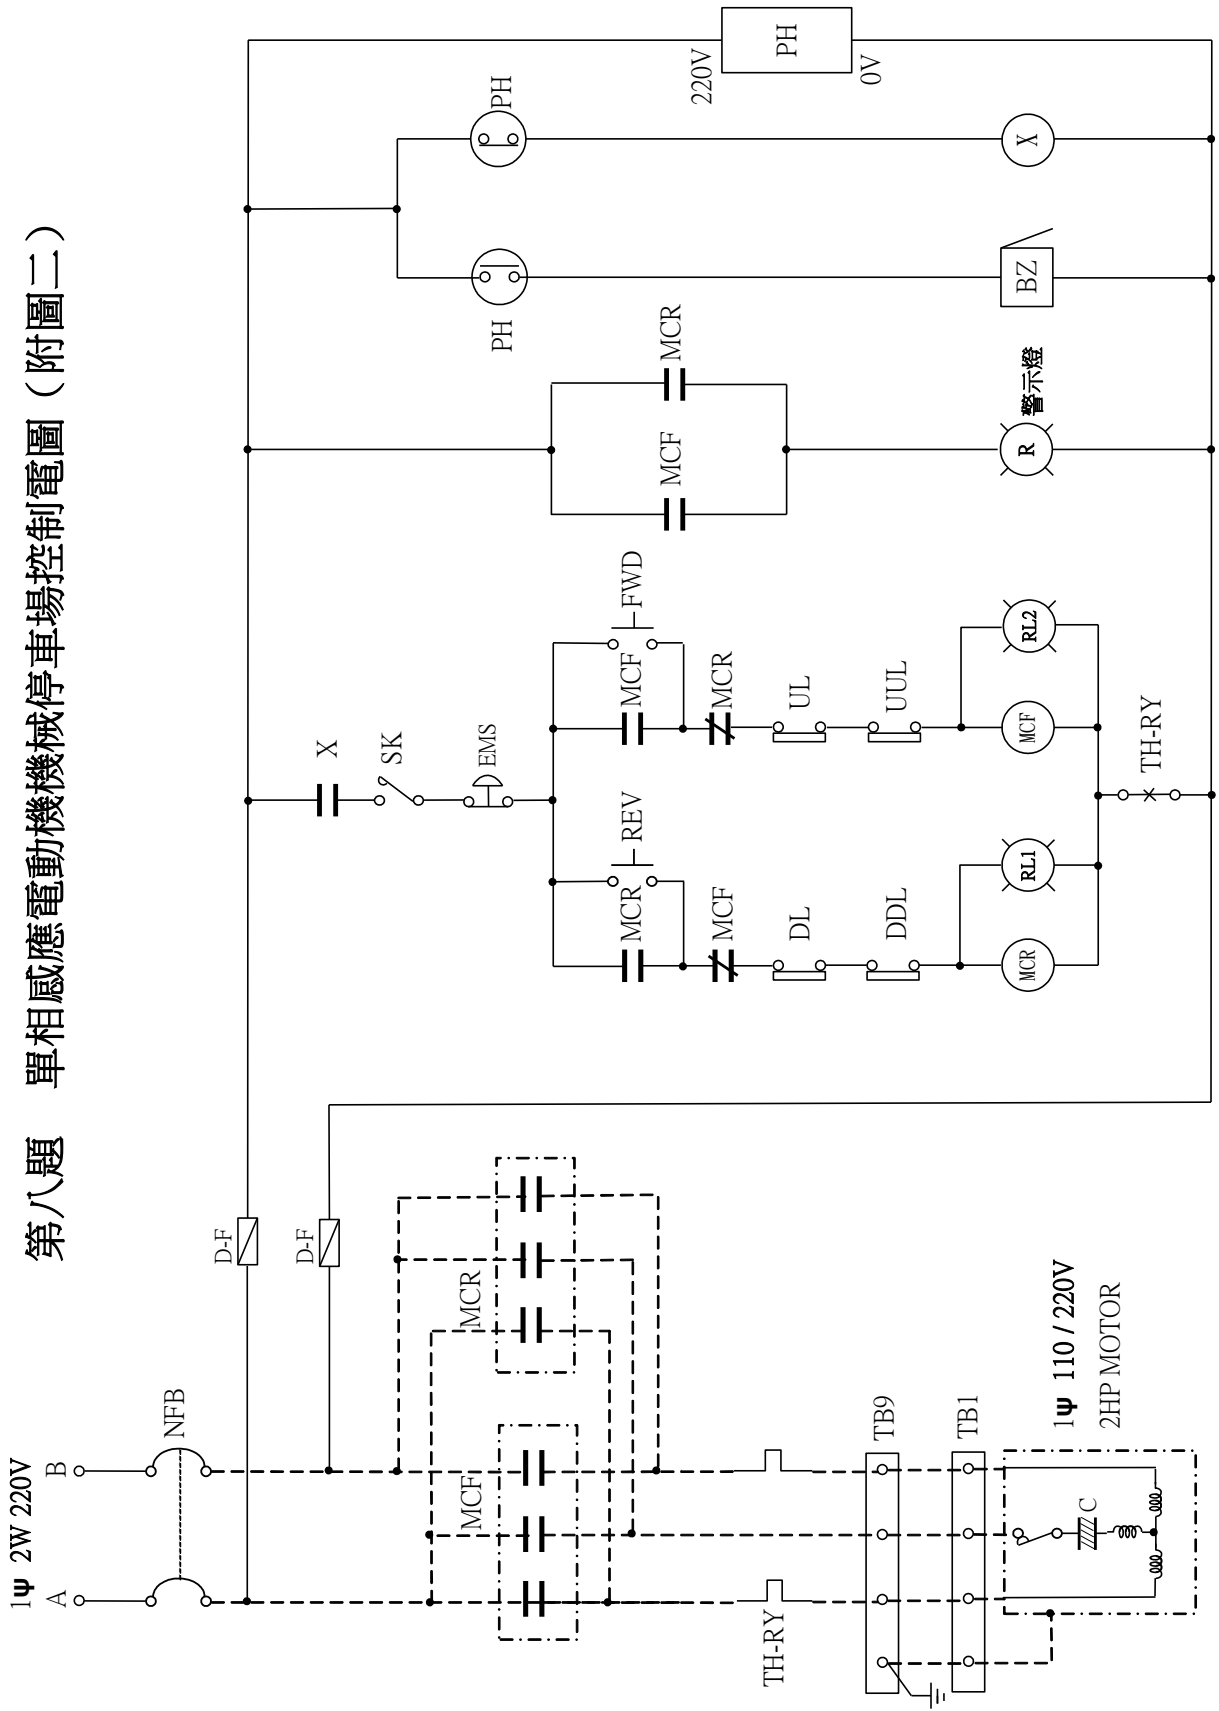 第八題 單相感應電動機機械停車場控制電圖（附圖二）
1ψ 2W 220V
A
B
NFB
D-F
D-F
MCF
MCR
TH-RY
TB9
TB1
C
1ψ 110 / 220V
2HP MOTOR
X
SK
EMS
MCR
REV
MCF
FWD
MCF
MCR
DL
UL
DDL
UUL
MCR
RL1
MCF
RL2
TH-RY
MCF
MCR
R
警示燈
PH
PH
BZ
X
220V
PH
0V